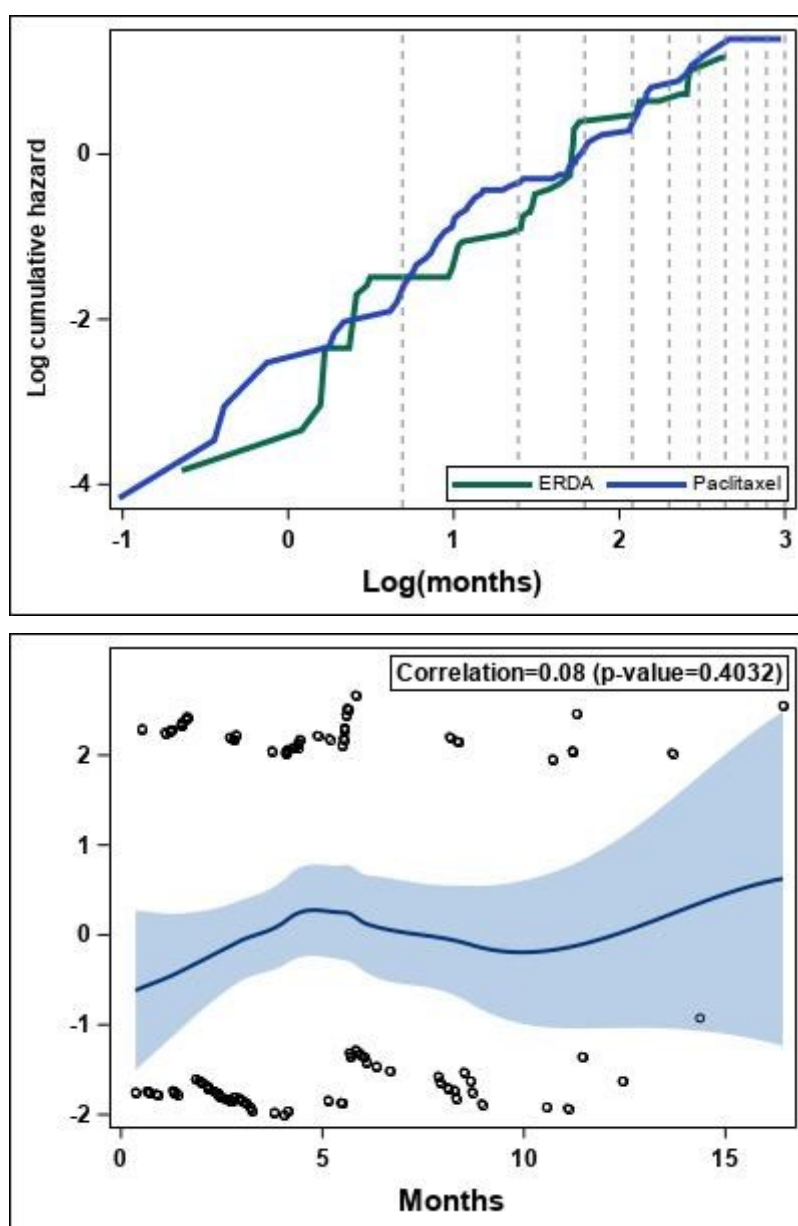 Log cumulative hazard
0
-2
-4
ERDA Paclitaxel
-1 0 1 2 3
Log(months)
Correlation=0.08 (p-value=0.4032)
2
1
0
-1
-2
0 5 10 15
Months